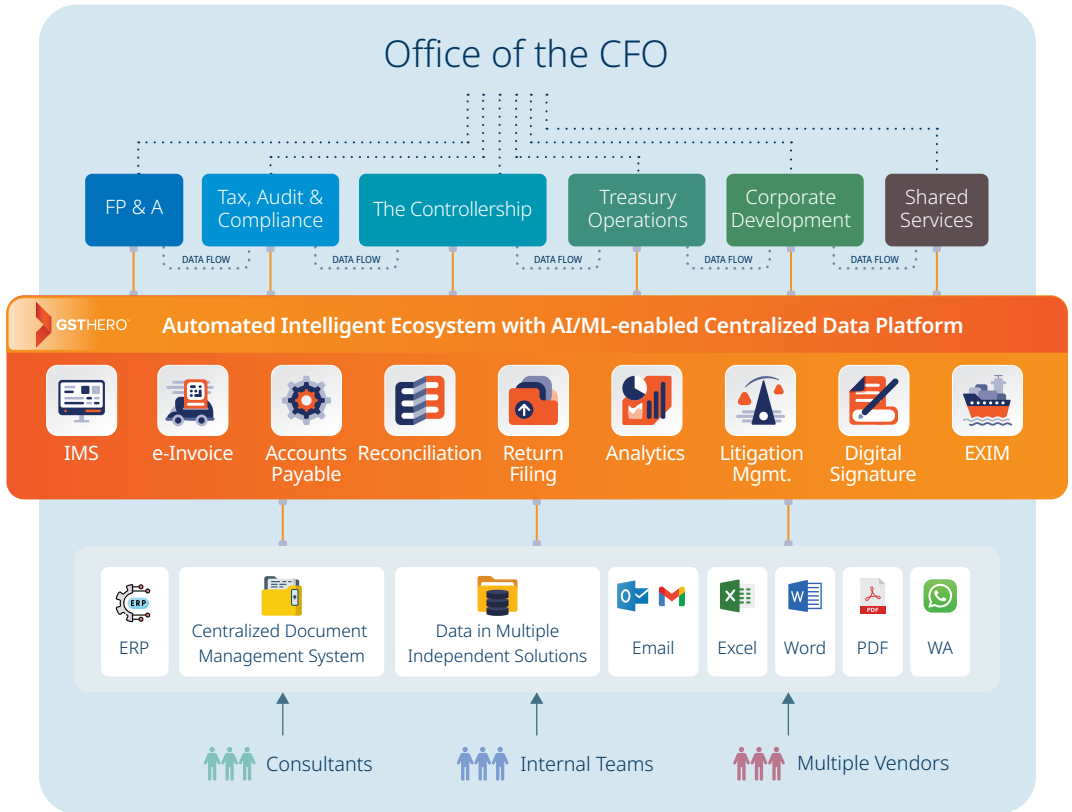 Office of the CFO
FP & A
Tax, Audit &
Compliance
The Controllership
Treasury
Operations
Corporate
Development
Shared
Services
DATA FLOW
DATA FLOW
DATA FLOW
DATA FLOW
DATA FLOW
GSTHERO™
Automated Intelligent Ecosystem with AI/ML-enabled Centralized Data Platform
IMS
e-Invoice
Accounts
Payable
Reconciliation
Return
Filing
Analytics
Litigation
Mgmt.
Digital
Signature
EXIM
ERP
ERP
Centralized Document
Management System
Data in Multiple
Independent Solutions
Email
Excel
Word
PDF
PDF
WA
Consultants
Internal Teams
Multiple Vendors